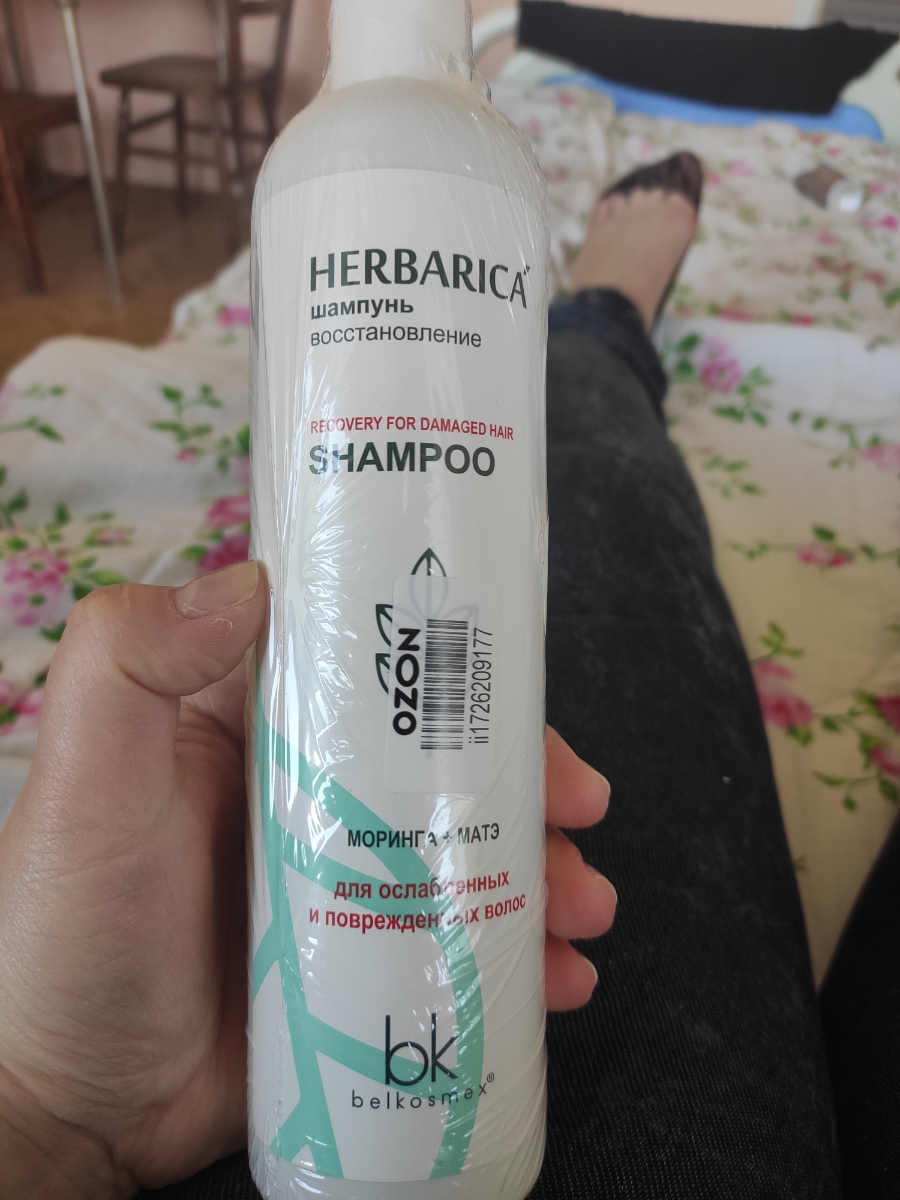 HERBARICA
шампунь
восстановление
RECOVERY FOR DAMAGED HAIR
SHAMPOO
OZON
ii1726209177
МОРИНГА + МАТЭ
для ослабленных
и поврежденных волос
bk
belkosmex®